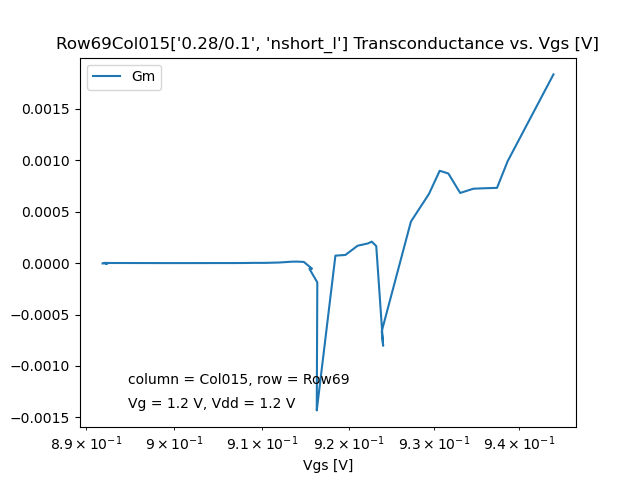 Row69Col015['0.28/0.1', 'nshort_l'] Transconductance vs. Vgs [V]
Gm
0.0015
0.0010
0.0005
0.0000
−0.0005
−0.0010
−0.0015
column = Col015, row = Row69
Vg = 1.2 V, Vdd = 1.2 V
8.9 × 10⁻¹ 9 × 10⁻¹ 9.1 × 10⁻¹ 9.2 × 10⁻¹ 9.3 × 10⁻¹ 9.4 × 10⁻¹
Vgs [V]